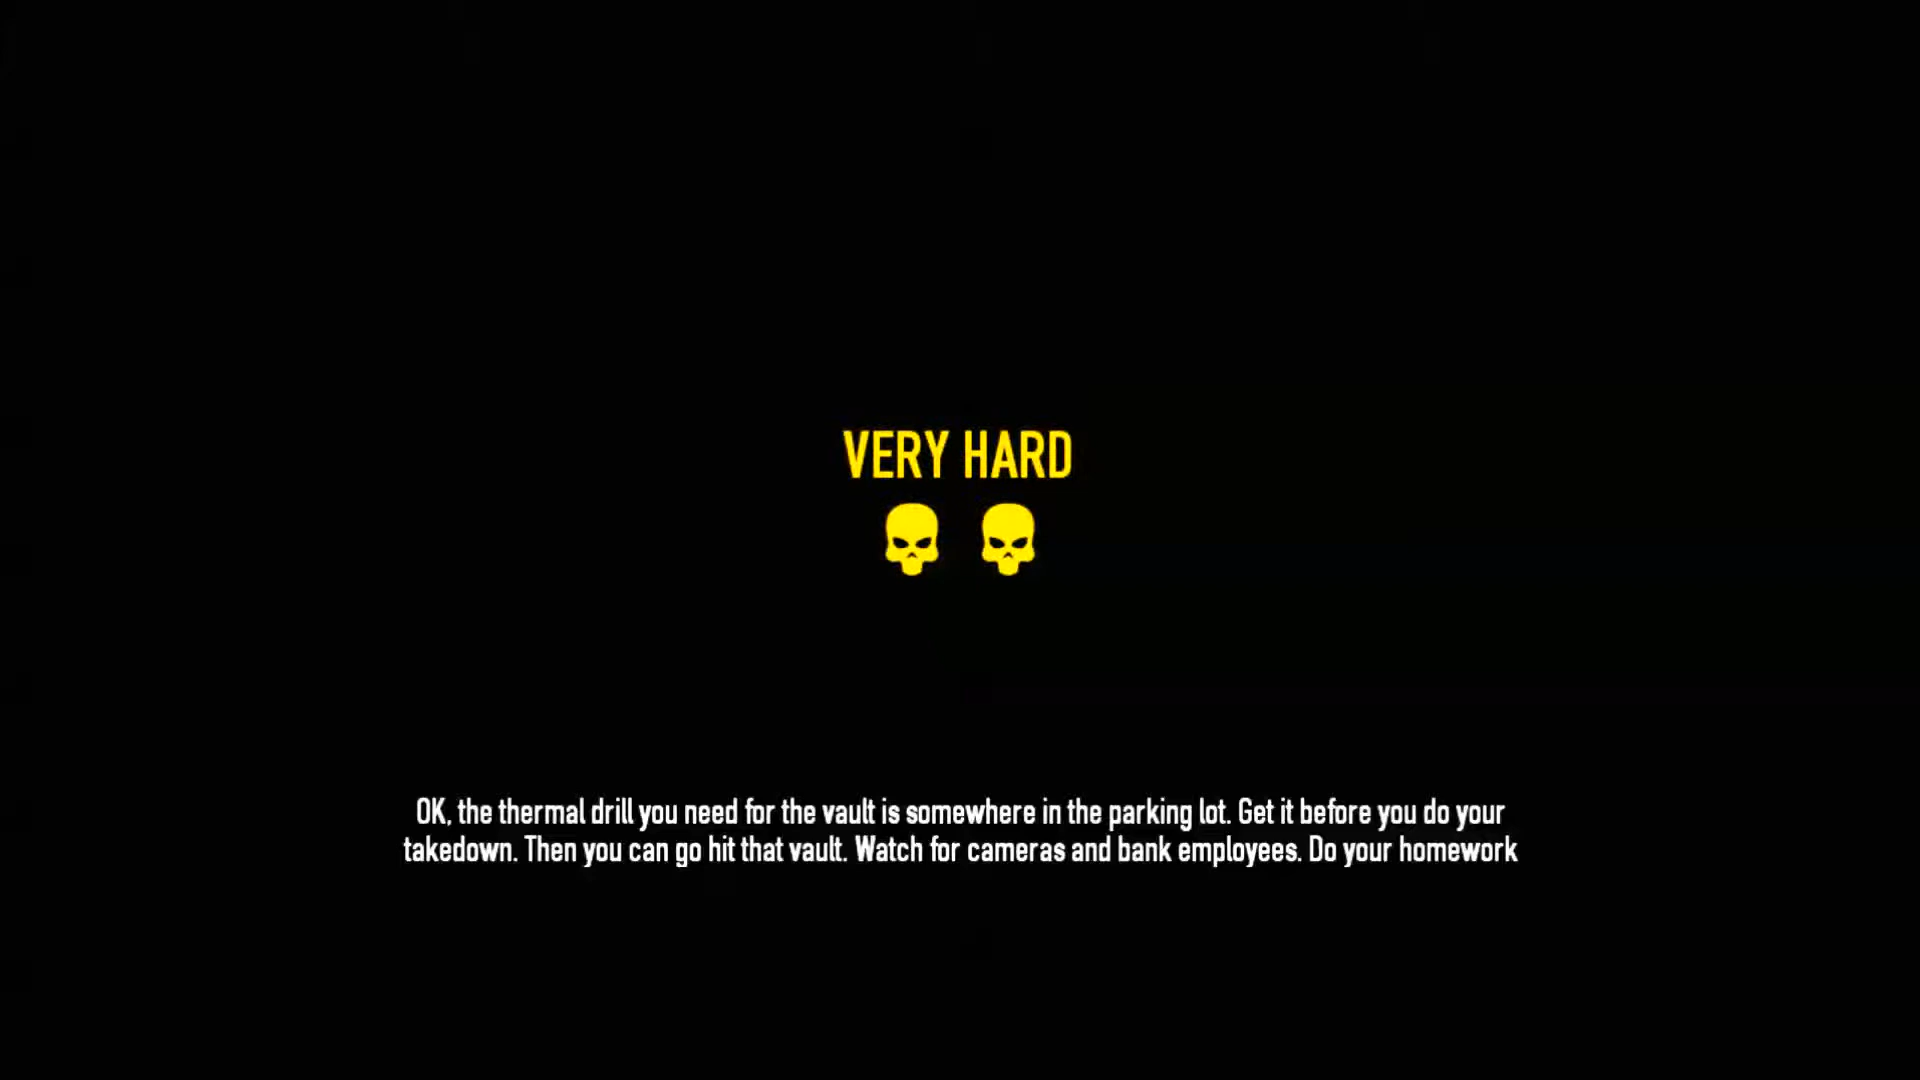 VERY HARD
OK, the thermal drill you need for the vault is somewhere in the parking lot. Get it before you do your
takedown. Then you can go hit that vault. Watch for cameras and bank employees. Do your homework